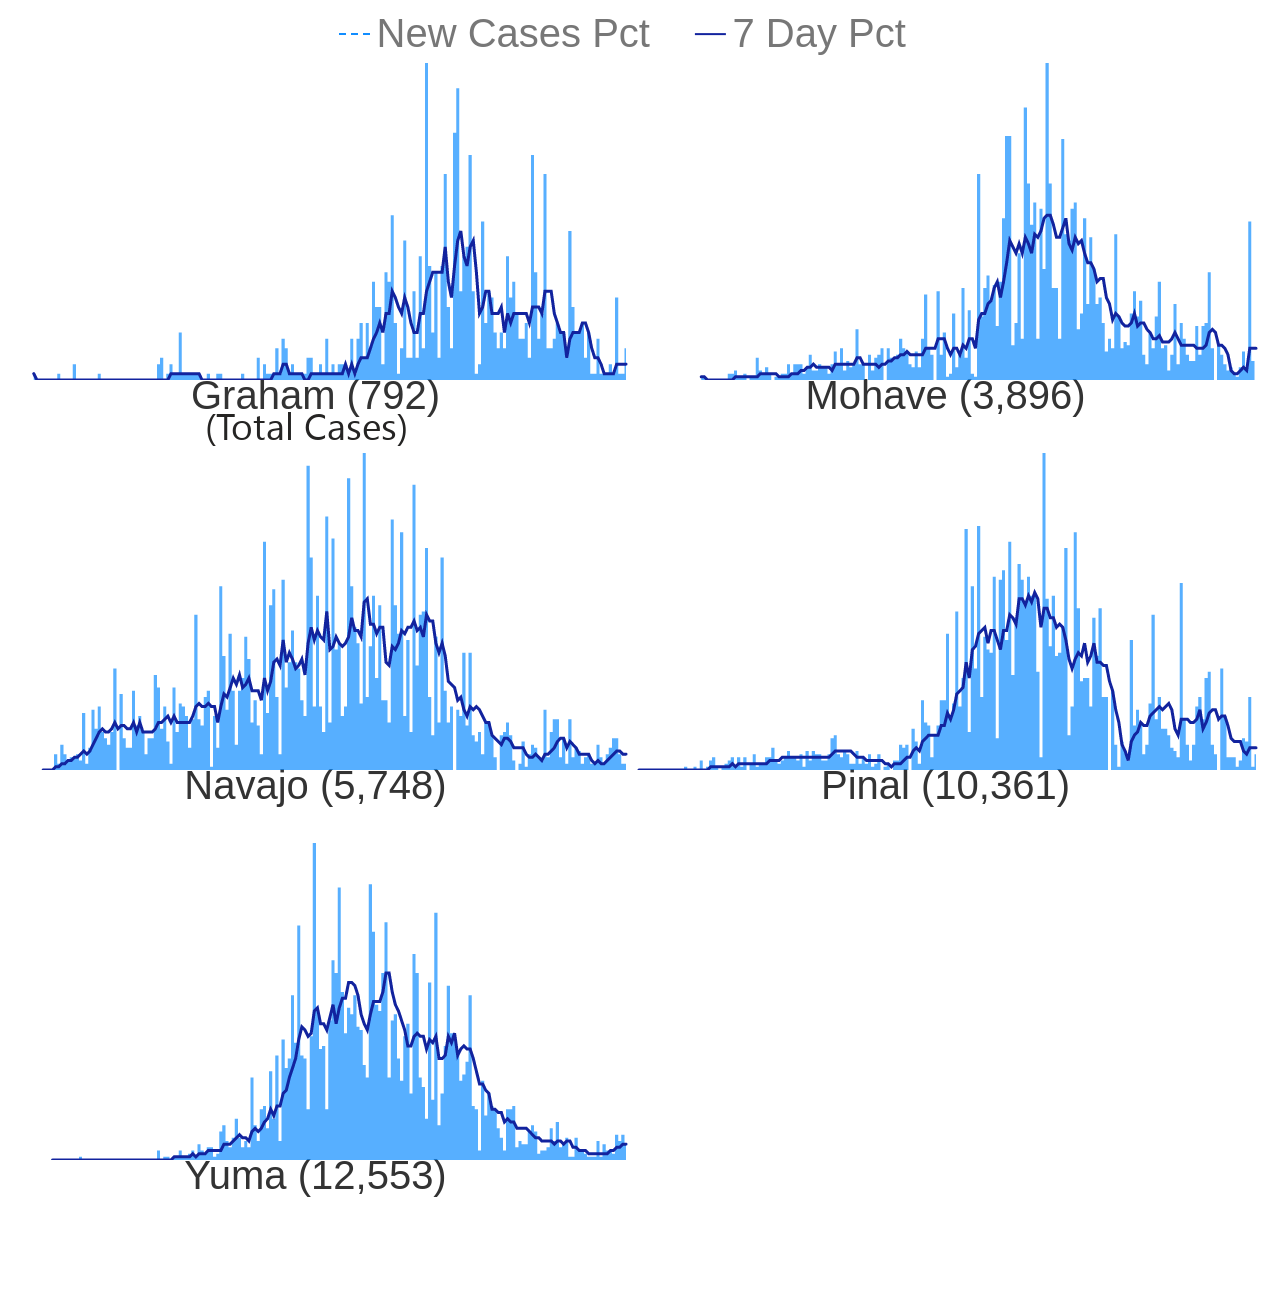 New Cases Pct 7 Day Pct
Graham (792)
(Total Cases)
Mohave (3,896)
Navajo (5,748)
Pinal (10,361)
Yuma (12,553)